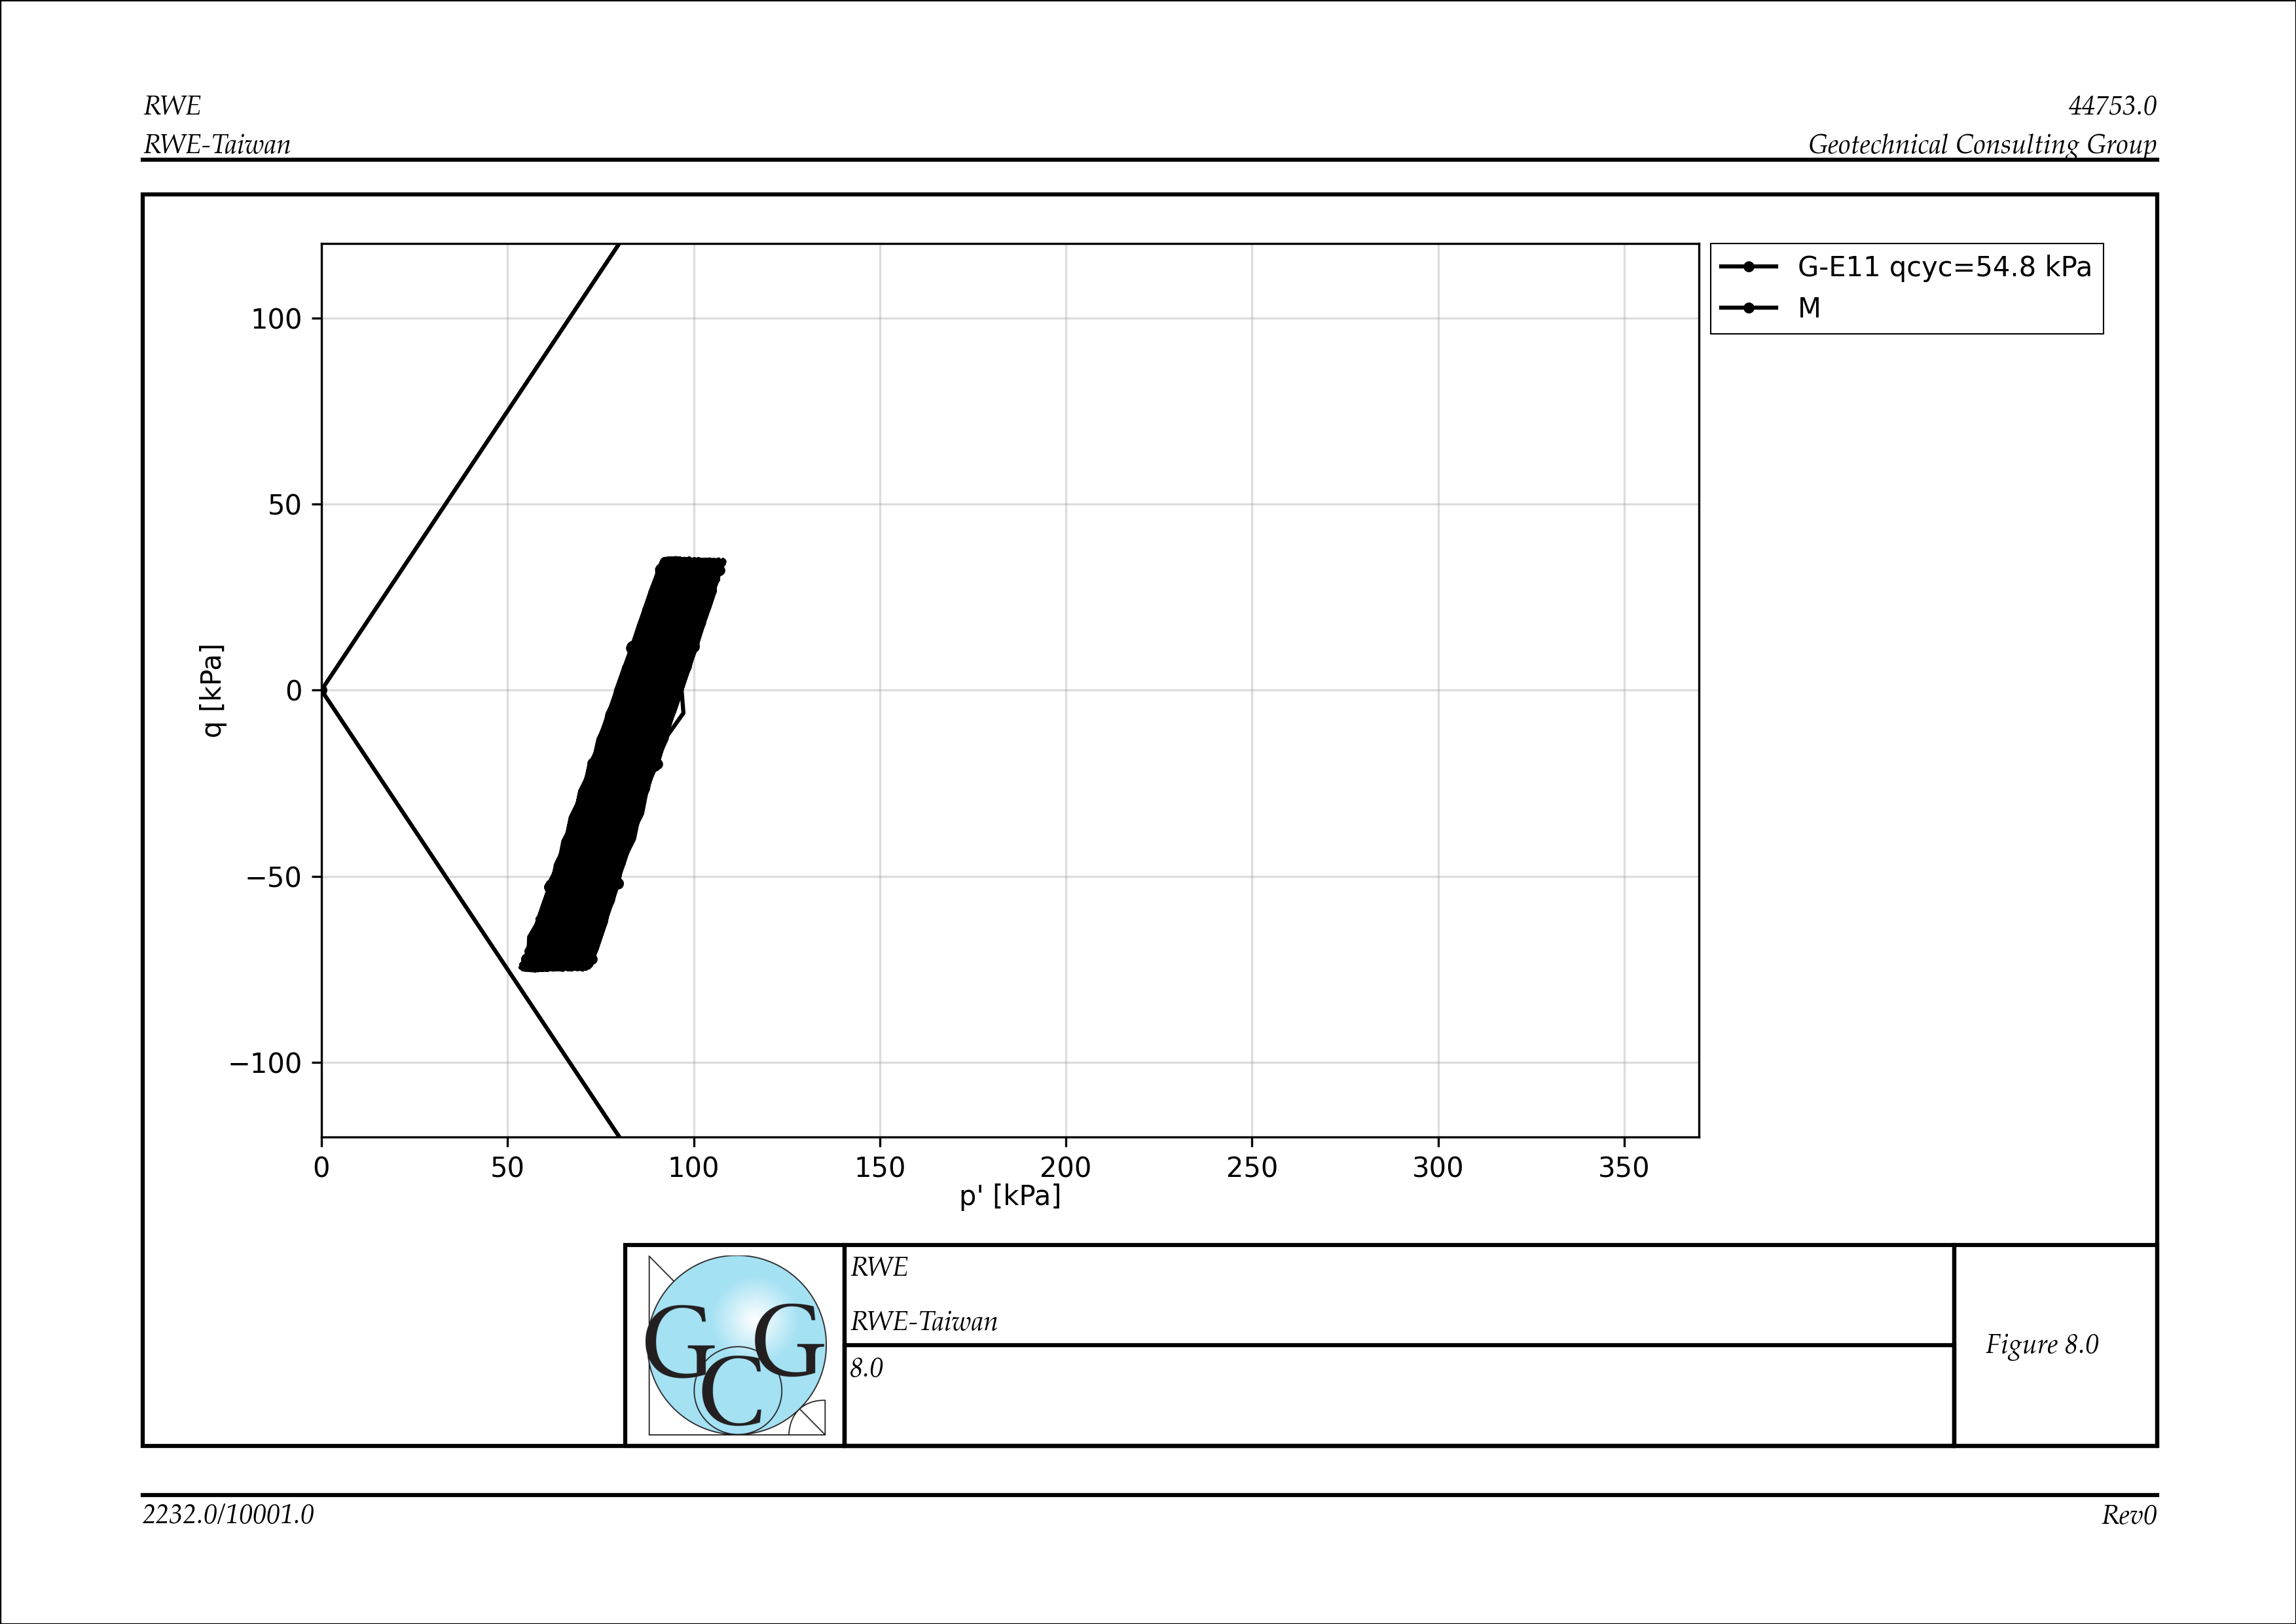 RWE
44753.0
RWE-Taiwan
Geotechnical Consulting Group
G-E11 qcyc=54.8 kPa
M
100
50
0
−50
−100
q [kPa]
0 50 100 150 200 250 300 350
p' [kPa]
GCG
RWE
RWE-Taiwan
8.0
Figure 8.0
2232.0/10001.0
Rev0